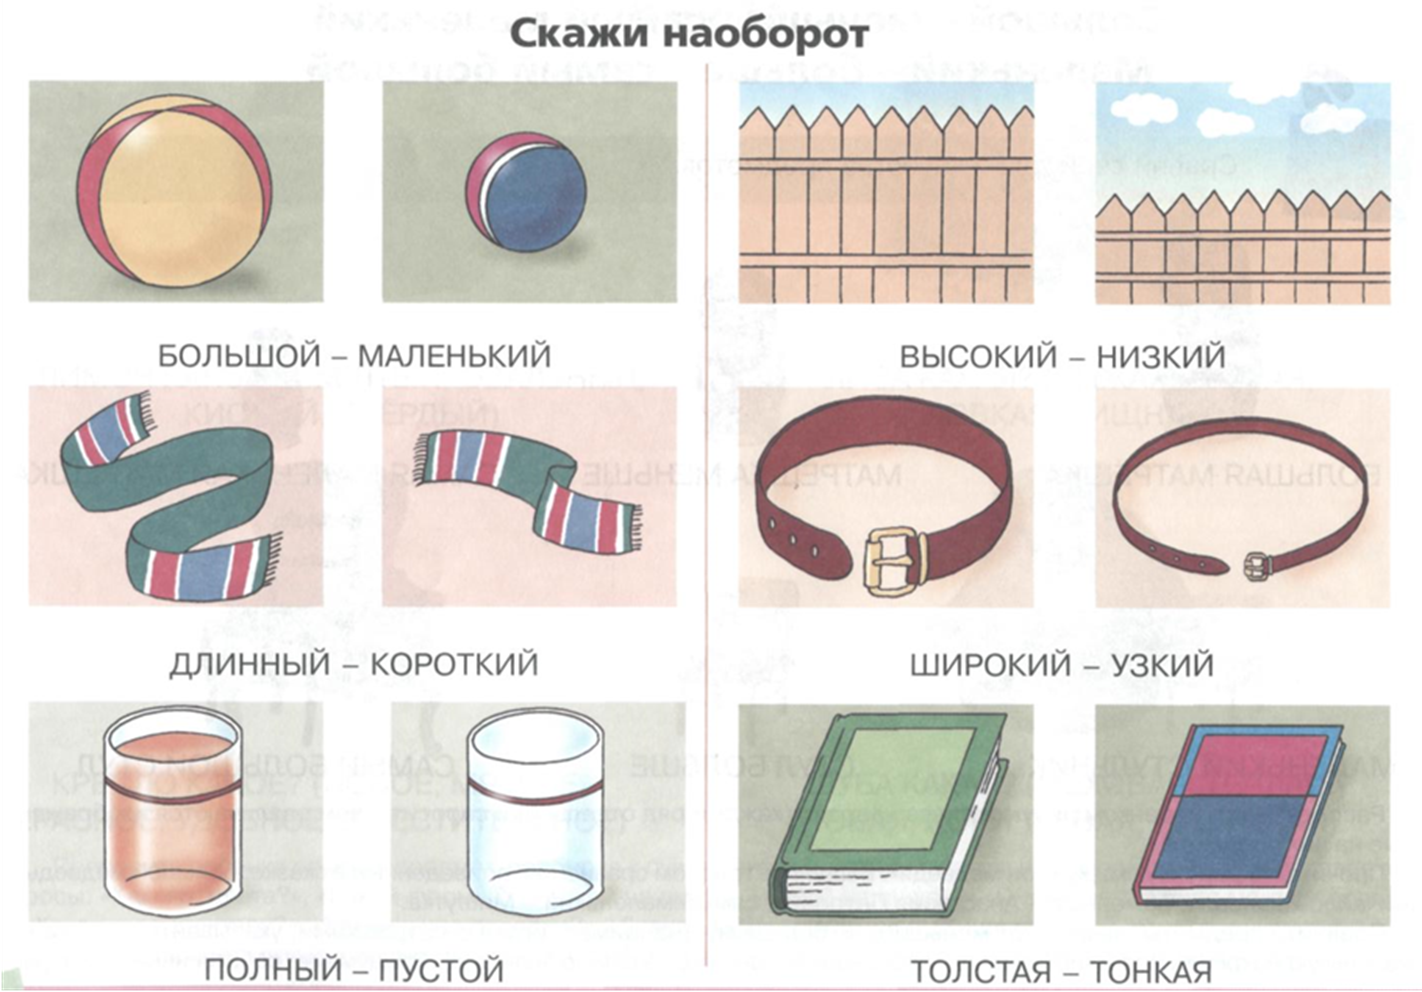 Скажи наоборот
БОЛЬШОЙ – МАЛЕНЬКИЙ
ВЫСОКИЙ – НИЗКИЙ
ДЛИННЫЙ – КОРОТКИЙ
ШИРОКИЙ – УЗКИЙ
ПОЛНЫЙ – ПУСТОЙ
ТОЛСТАЯ – ТОНКАЯ